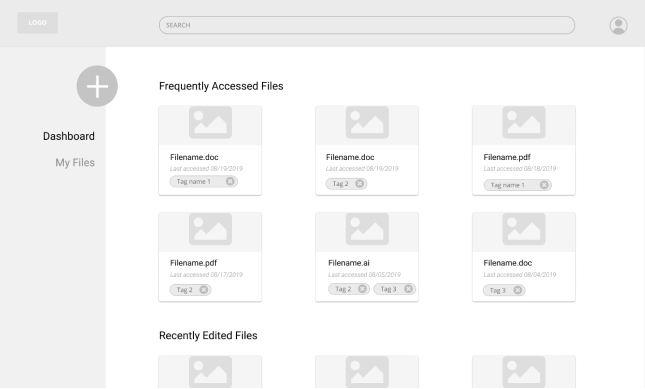 LOGO
SEARCH
Dashboard
My Files
Frequently Accessed Files
Filename.doc
Last accessed 08/19/2019
Tag name 1
Filename.doc
Last accessed 08/19/2019
Tag 2
Filename.pdf
Last accessed 08/18/2019
Tag name 1
Filename.pdf
Last accessed 08/17/2019
Tag 2
Filename.ai
Last accessed 08/05/2019
Tag 2 Tag 3
Filename.doc
Last accessed 08/04/2019
Tag 3
Recently Edited Files